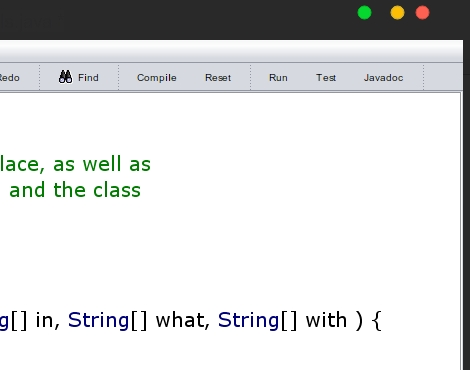 Redo Find Compile Reset Run Test Javadoc
lace, as well as
and the class
g[] in, String[] what, String[] with ) {